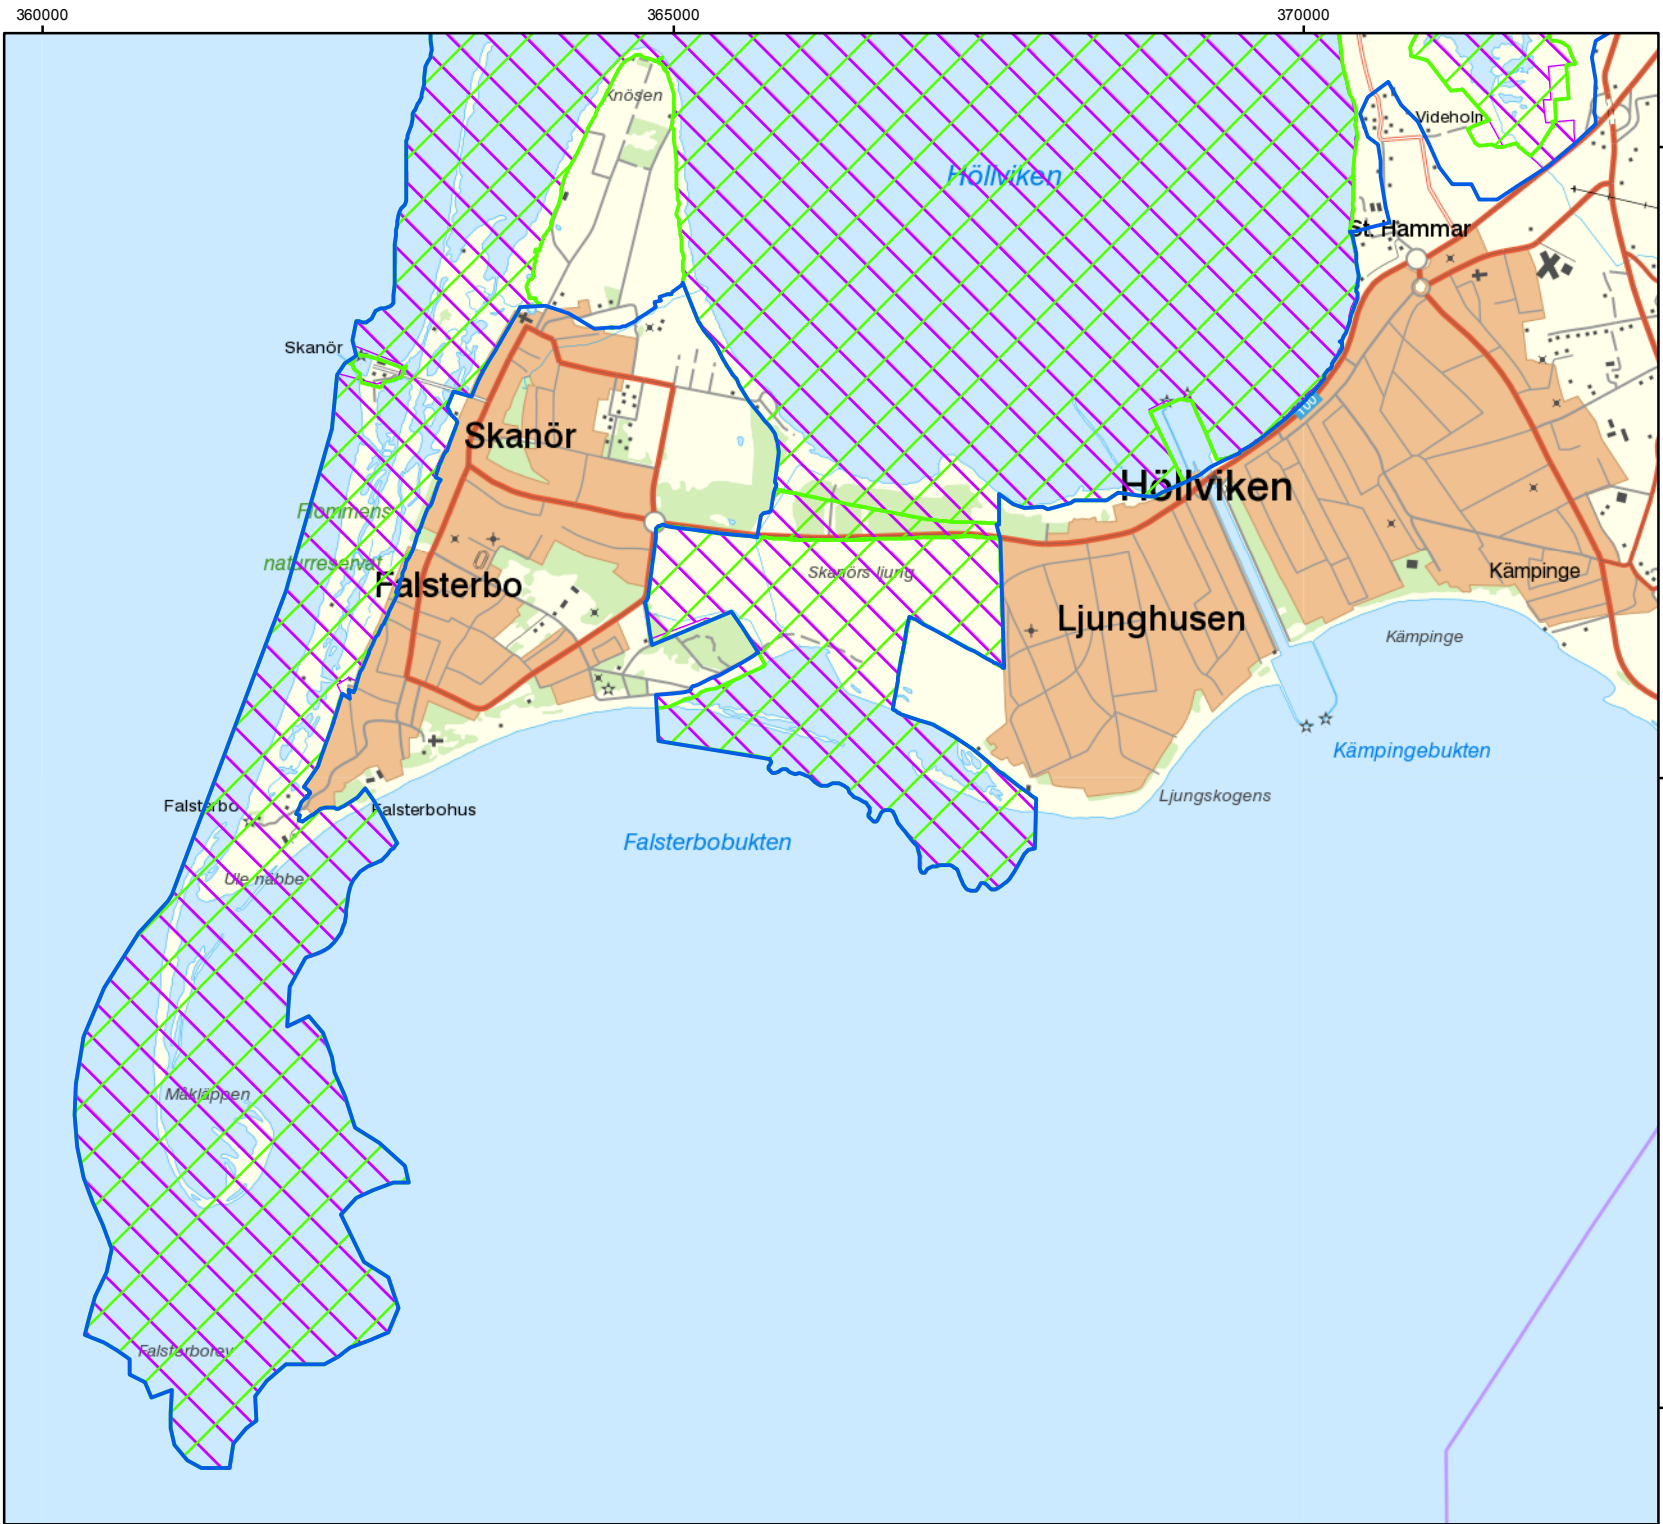 360000
365000
370000
Knösen
Videholm
Höllviken
St. Hammar
Skanör
100
Skanör
Höllviken
Flommens
naturreservat
Skanörs ljung
Kämpinge
Falsterbo
Ljunghusen
Kämpinge
Kämpingebukten
Ljungskogens
Falsterbo
Falsterbohus
Falsterbobukten
Ule näbbe
Måkläppen
Falsterborev